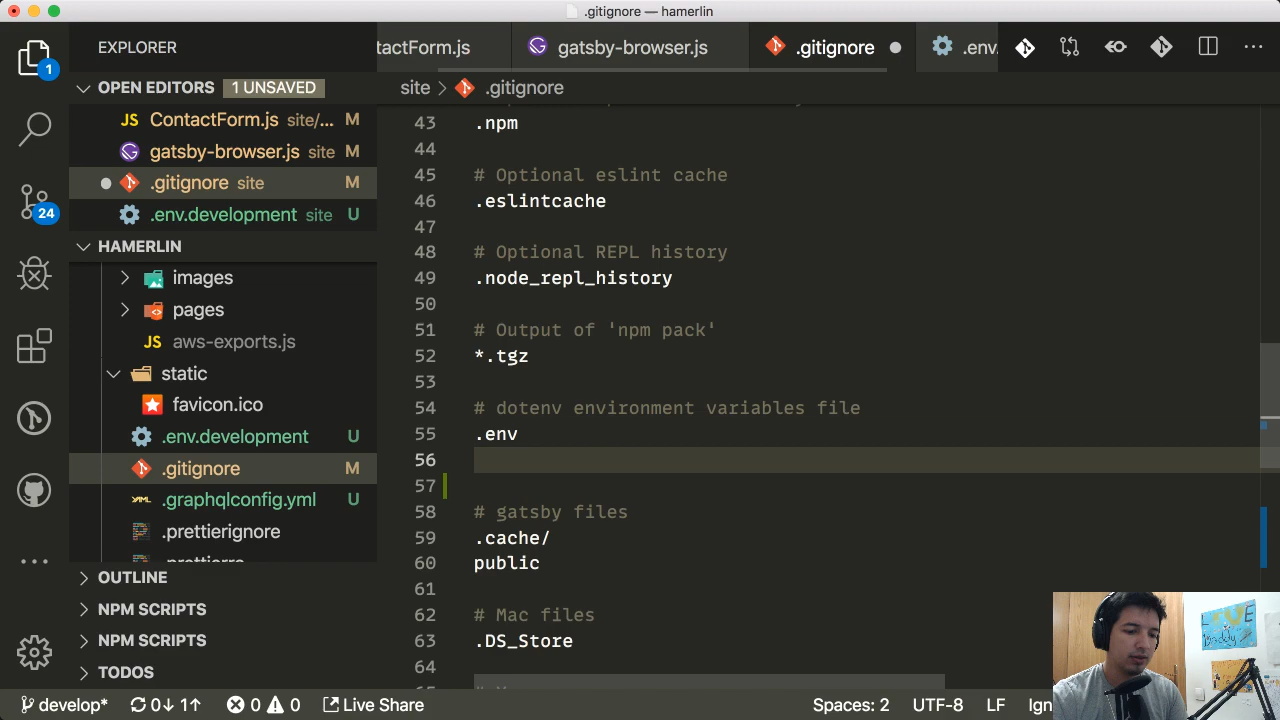 .gitignore — hamerlin
EXPLORER
tactForm.js
gatsby-browser.js
.gitignore
.env.
1
OPEN EDITORS
1 UNSAVED
site
.gitignore
ContactForm.js site/... M
gatsby-browser.js site M
.gitignore site M
.env.development site U
24
HAMERLIN
images
pages
aws-exports.js
static
favicon.ico
.env.development U
.gitignore M
.graphqlconfig.yml U
.prettierignore
OUTLINE
NPM SCRIPTS
NPM SCRIPTS
TODOS
43 .npm
44
45 # Optional eslint cache
46 .eslintcache
47
48 # Optional REPL history
49 .node_repl_history
50
51 # Output of 'npm pack'
52 *.tgz
53
54 # dotenv environment variables file
55 .env
56
57
58 # gatsby files
59 .cache/
60 public
61
62 # Mac files
63 .DS_Store
64
develop*
0↓ 1↑
0
0
Live Share
Spaces: 2
UTF-8
LF
Ign